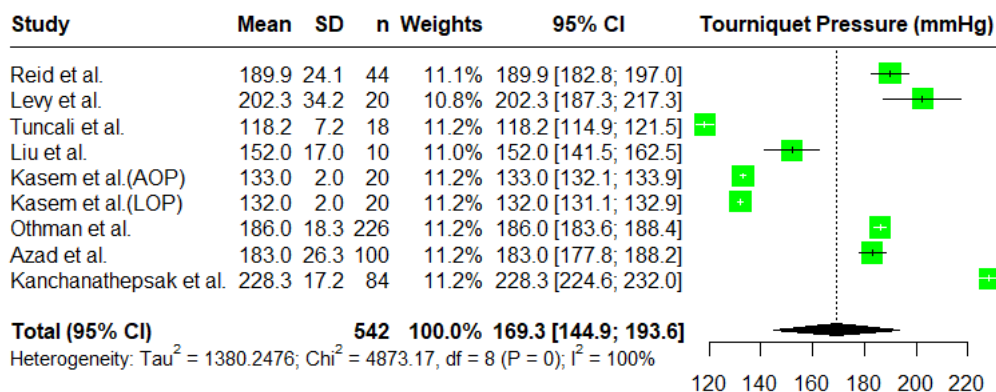 Study Mean SD n Weights 95% CI Tourniquet Pressure (mmHg)
Reid et al. 189.9 24.1 44 11.1% 189.9 [182.8; 197.0]
Levy et al. 202.3 34.2 20 10.8% 202.3 [187.3; 217.3]
Tuncali et al. 118.2 7.2 18 11.2% 118.2 [114.9; 121.5]
Liu et al. 152.0 17.0 10 11.0% 152.0 [141.5; 162.5]
Kasem et al.(AOP) 133.0 2.0 20 11.2% 133.0 [132.1; 133.9]
Kasem et al.(LOP) 132.0 2.0 20 11.2% 132.0 [131.1; 132.9]
Othman et al. 186.0 18.3 226 11.2% 186.0 [183.6; 188.4]
Azad et al. 183.0 26.3 100 11.2% 183.0 [177.8; 188.2]
Kanchanathepsak et al. 228.3 17.2 84 11.2% 228.3 [224.6; 232.0]
Total (95% CI) 542 100.0% 169.3 [144.9; 193.6]
Heterogeneity: Tau² = 1380.2476; Chi² = 4873.17, df = 8 (P = 0); I² = 100%
120 140 160 180 200 220